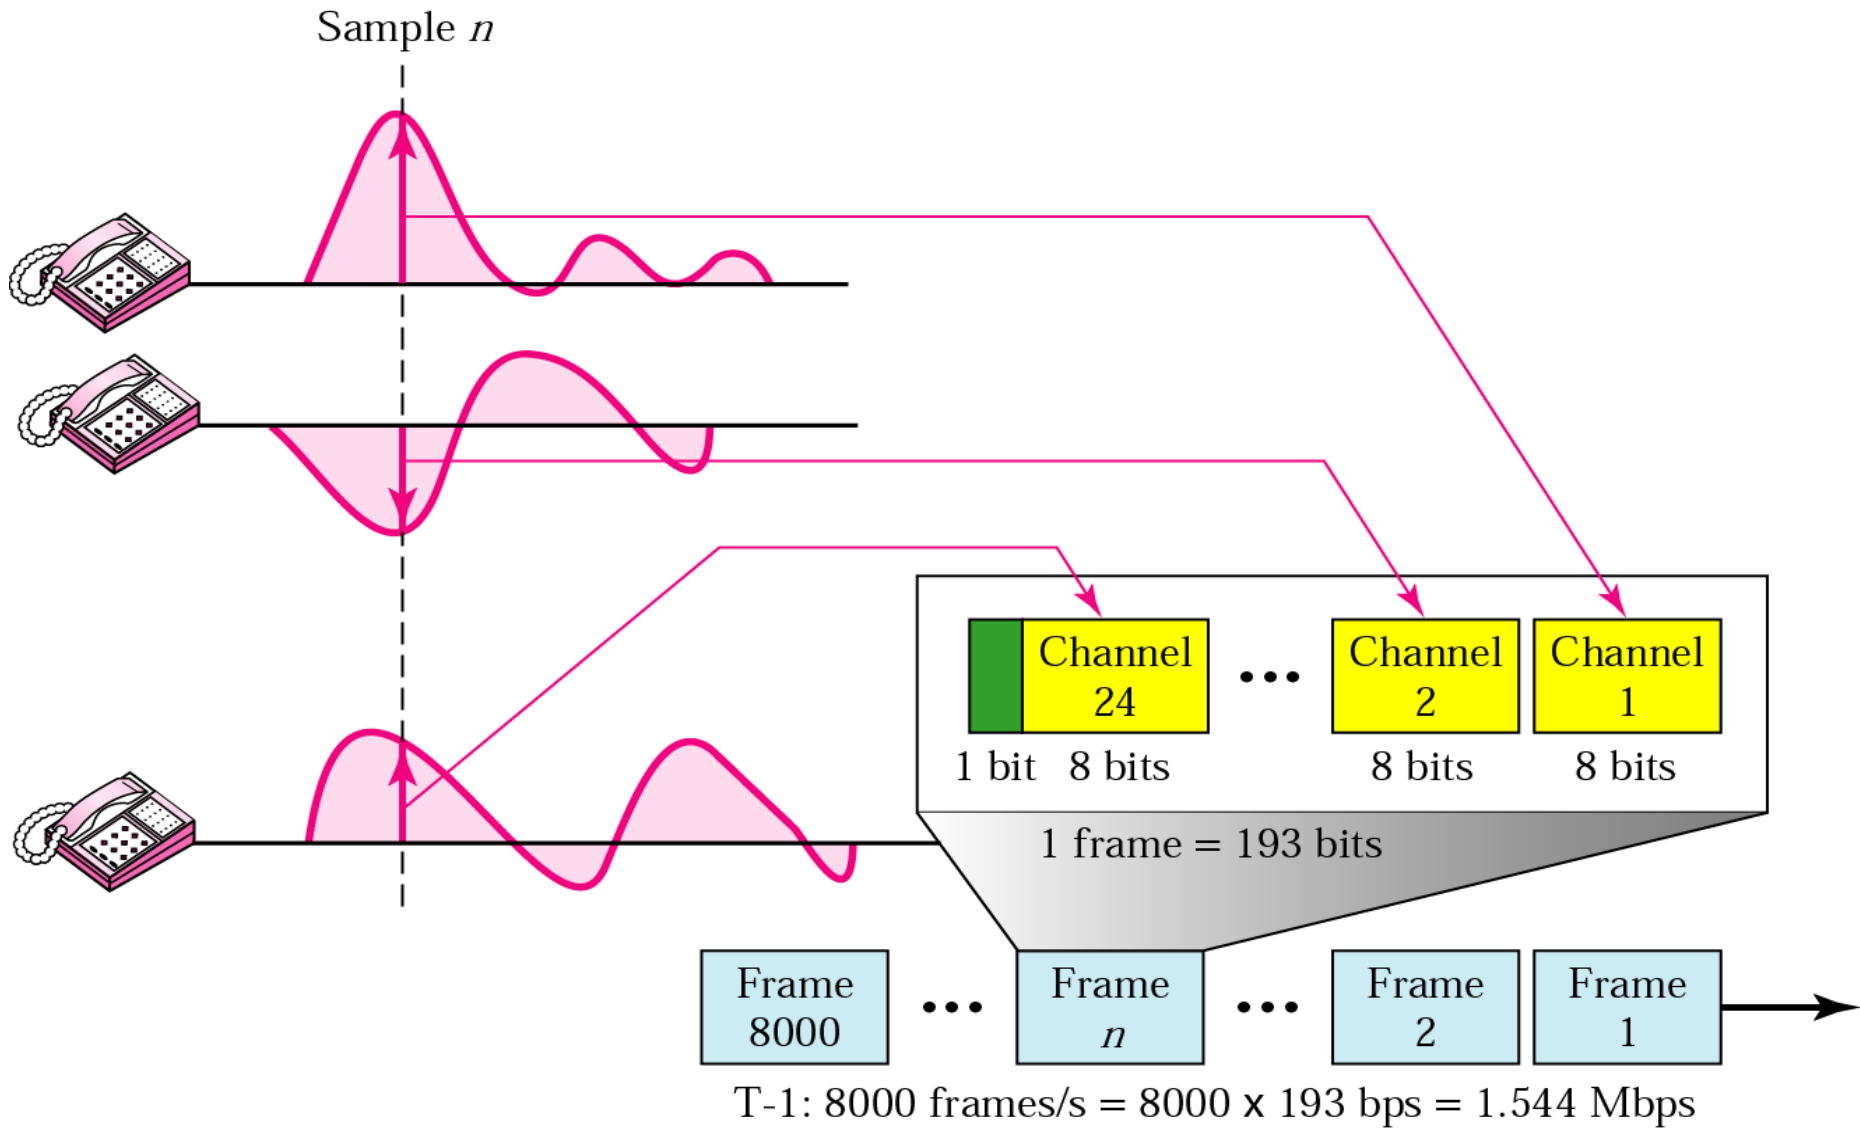 Sample n
Channel
24
Channel
2
Channel
1
1 bit
8 bits
8 bits
8 bits
1 frame = 193 bits
Frame
8000
Frame
n
Frame
2
Frame
1
T-1: 8000 frames/s = 8000 x 193 bps = 1.544 Mbps